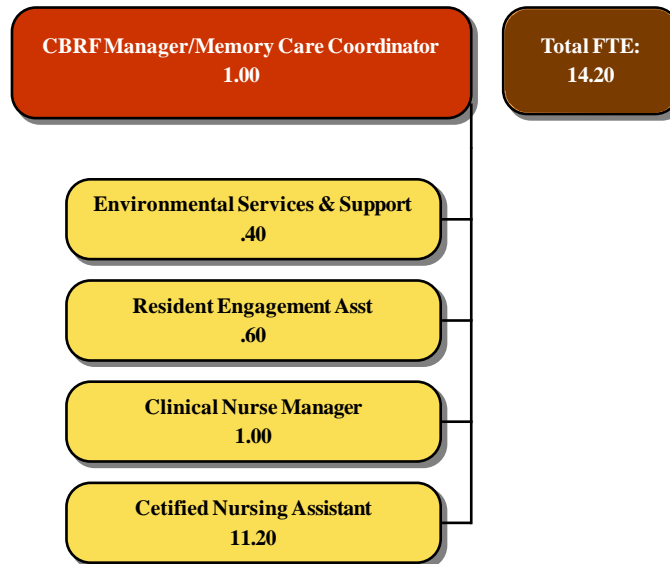 CBRF Manager/Memory Care Coordinator
1.00
Total FTE:
14.20
Environmental Services & Support
.40
Resident Engagement Asst
.60
Clinical Nurse Manager
1.00
Cetified Nursing Assistant
11.20